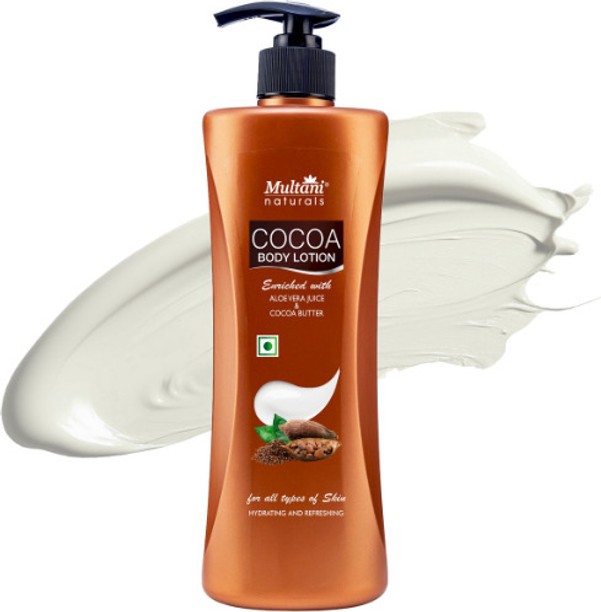 Multani®
naturals
COCOA
BODY LOTION
Enriched with
ALOE VERA JUICE
&
COCOA BUTTER
for all types of Skin
HYDRATING AND REFRESHING